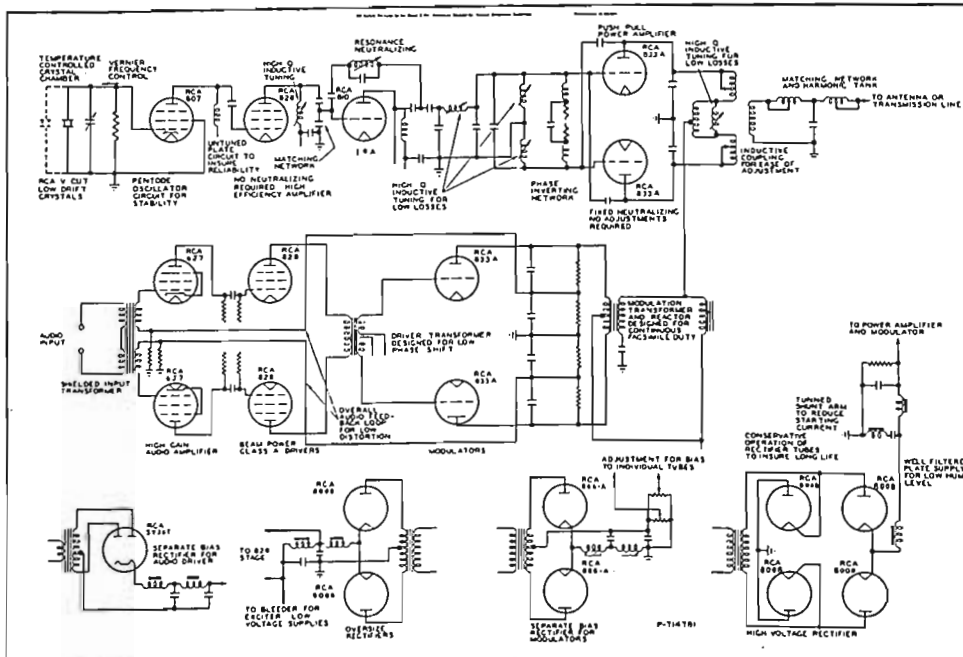 TEMPERATURE
CONTROLLED
CRYSTAL
CHAMBER
VERNIER
FREQUENCY
CONTROL
RCA
807
HIGH Q
INDUCTIVE
TUNING
RCA
828
RESONANCE
NEUTRALIZING
RCA
810
IPA
PUSH PULL
POWER AMPLIFIER
RCA
833A
HIGH Q
INDUCTIVE
TUNING FOR
LOW LOSSES
MATCHING NETWORK
AND HARMONIC TANK
TO ANTENNA OR
TRANSMISSION LINE
RCA V CUT
LOW DRIFT
CRYSTALS
PENTODE
OSCILLATOR
CIRCUIT FOR
STABILITY
UNTUNED
PLATE
CIRCUIT TO
INSURE
RELIABILITY
MATCHING
NETWORK
NO NEUTRALIZING
REQUIRED HIGH
EFFICIENCY AMPLIFIER
HIGH Q
INDUCTIVE
TUNING FOR
LOW LOSSES
PHASE
INVERTING
NETWORK
RCA
833A
FIXED NEUTRALIZING
NO ADJUSTMENTS
REQUIRED
INDUCTIVE
COUPLING
FOR EASE OF
ADJUSTMENT
AUDIO
INPUT
SHIELDED INPUT
TRANSFORMER
RCA
RCA
828
RCA
828
HIGH GAIN
AUDIO AMPLIFIER
BEAM POWER
CLASS A DRIVERS
OVERALL
AUDIO FEED-
BACK LOOP
FOR LOW
DISTORTION
DRIVER TRANSFORMER
DESIGNED FOR LOW
PHASE SHIFT
RCA
833A
RCA
833A
MODULATORS
MODULATION
TRANSFORMER
AND REACTOR
DESIGNED FOR
CONTINUOUS
FACSIMILE DUTY
TO POWER AMPLIFIER
AND MODULATOR
TUNNED
SHUNT ARM
TO REDUCE
STARTING
CURRENT
CONSERVATIVE
OPERATION OF
RECTIFIER TUBES
TO INSURE LONG LIFE
WELL FILTERED
PLATE SUPPLY
FOR LOW HUM
LEVEL
RCA
SEPARATE BIAS
RECTIFIER FOR
AUDIO DRIVER
TO 828
STAGE
TO BLEEDER FOR
EXCITER LOW
VOLTAGE SUPPLIES
RCA
RCA
OVERSIZE
RECTIFIERS
ADJUSTMENT FOR BIAS
TO INDIVIDUAL TUBES
RCA
866-A
RCA
866-A
SEPARATE BIAS
RECTIFIER FOR
MODULATORS
P-714781
RCA
RCA
RCA
RCA
HIGH VOLTAGE RECTIFIER